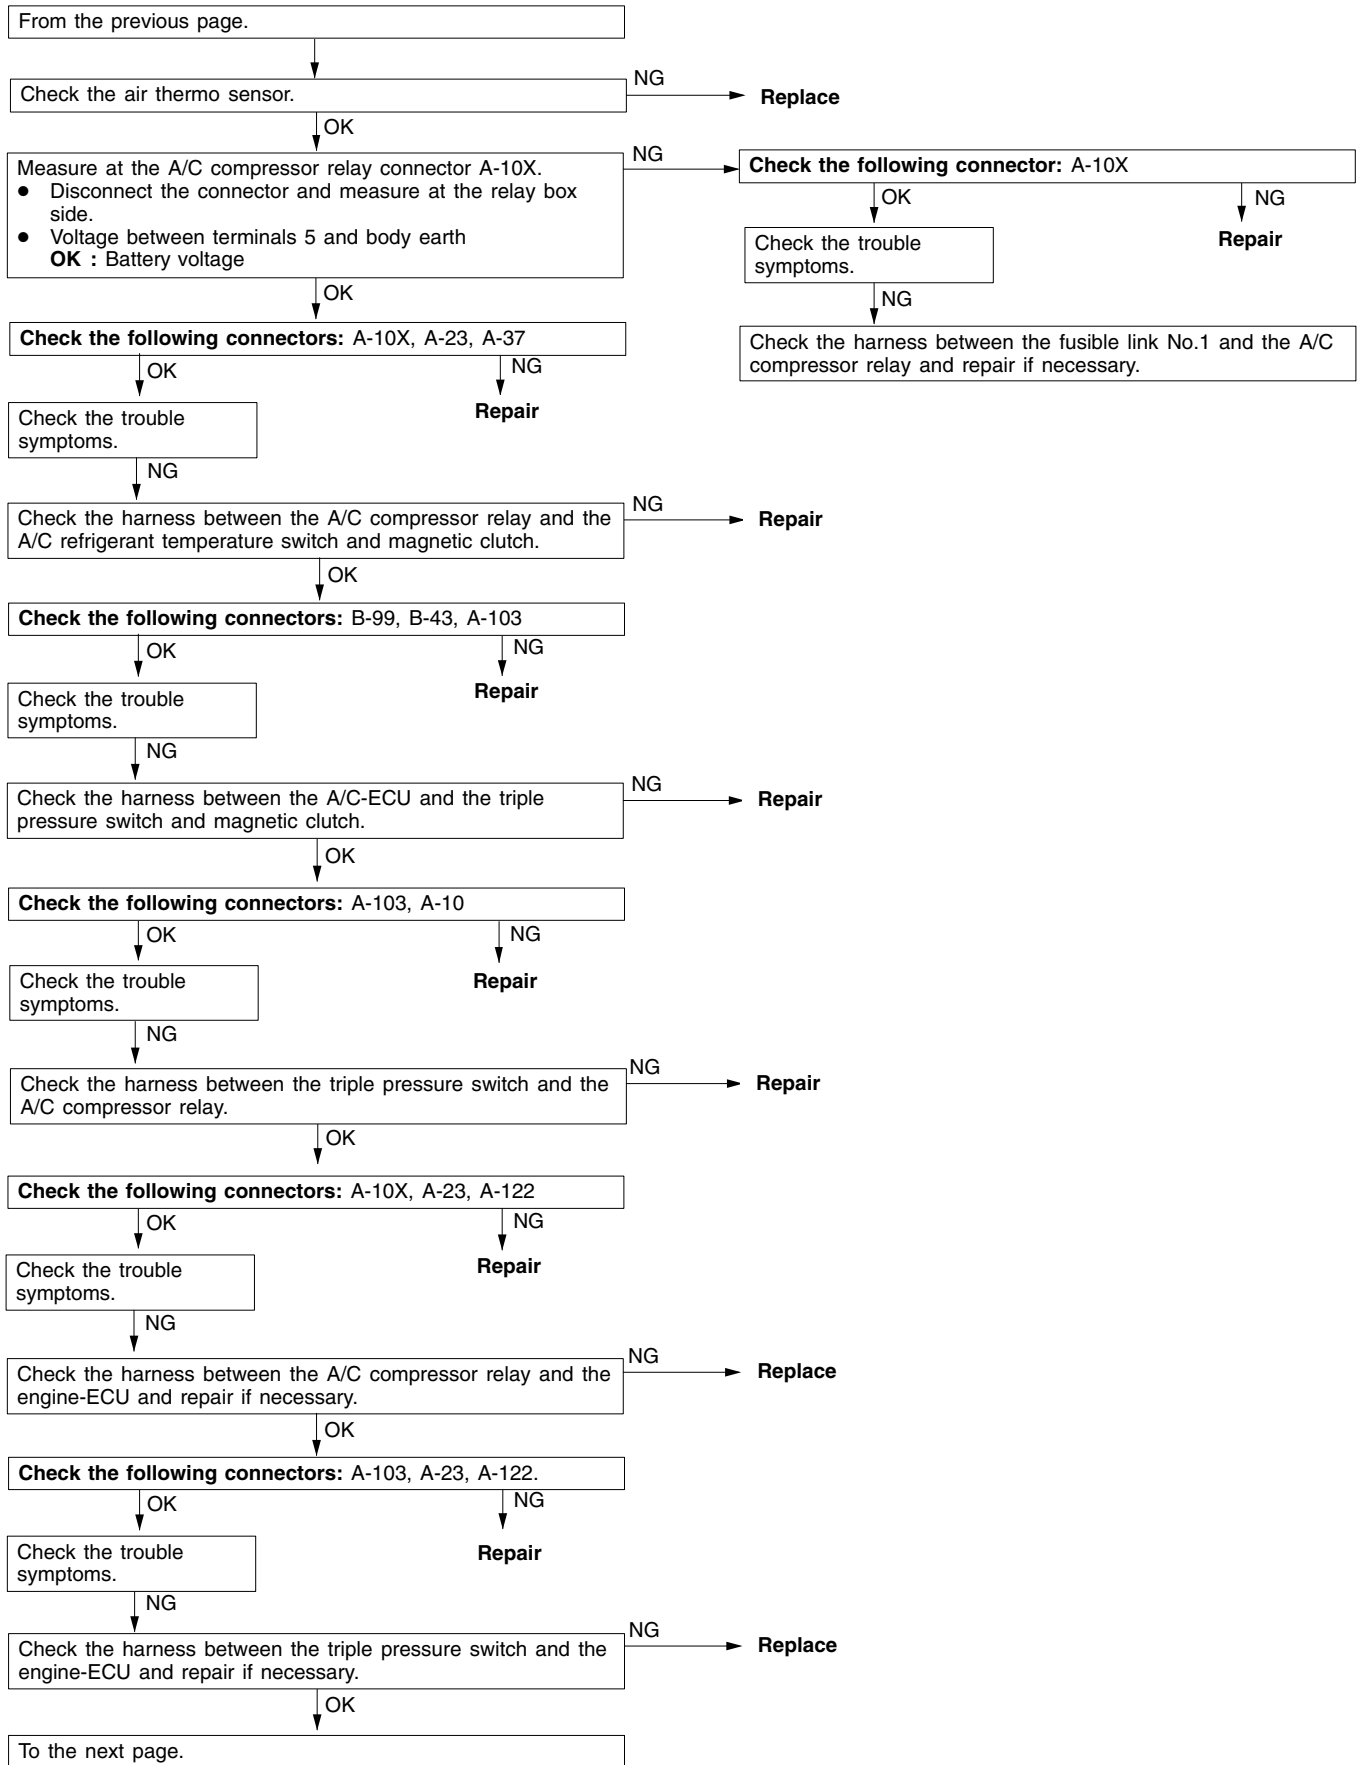 From the previous page.
Check the air thermo sensor.
NG
Replace
OK
Measure at the A/C compressor relay connector A-10X.
● Disconnect the connector and measure at the relay box
side.
● Voltage between terminals 5 and body earth
OK : Battery voltage
NG
Check the following connector: A-10X
OK
NG
Check the trouble
symptoms.
Repair
NG
Check the harness between the fusible link No.1 and the A/C
compressor relay and repair if necessary.
OK
Check the following connectors: A-10X, A-23, A-37
OK
NG
Check the trouble
symptoms.
Repair
NG
Check the harness between the A/C compressor relay and the
A/C refrigerant temperature switch and magnetic clutch.
NG
Repair
OK
Check the following connectors: B-99, B-43, A-103
OK
NG
Check the trouble
symptoms.
Repair
NG
Check the harness between the A/C-ECU and the triple
pressure switch and magnetic clutch.
NG
Repair
OK
Check the following connectors: A-103, A-10
OK
NG
Check the trouble
symptoms.
Repair
NG
Check the harness between the triple pressure switch and the
A/C compressor relay.
NG
Repair
OK
Check the following connectors: A-10X, A-23, A-122
OK
NG
Check the trouble
symptoms.
Repair
NG
Check the harness between the A/C compressor relay and the
engine-ECU and repair if necessary.
NG
Replace
OK
Check the following connectors: A-103, A-23, A-122.
OK
NG
Check the trouble
symptoms.
Repair
NG
Check the harness between the triple pressure switch and the
engine-ECU and repair if necessary.
NG
Replace
OK
To the next page.